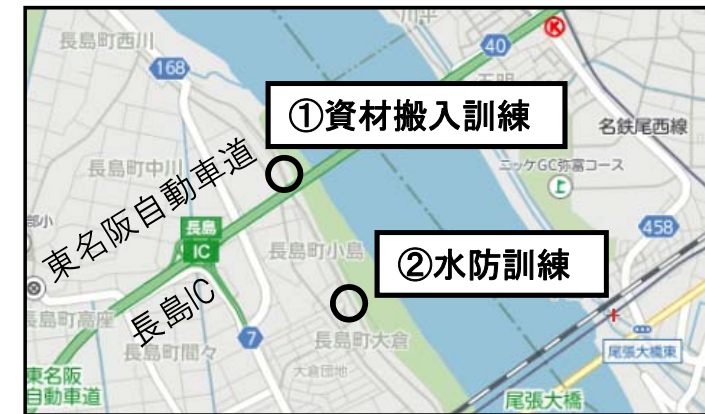 川平
長島町西川
40
168
五明
①資材搬入訓練
名鉄尾西線
ニッケGC弥富コース
長島町中川
東名阪自動車道
部小
長島
IC
長島町小島
458
②水防訓練
長島IC
長島町高座
7
長島町大倉
長島町間々
尾張大橋東
大倉団地
東名阪
自動車道
尾張大橋